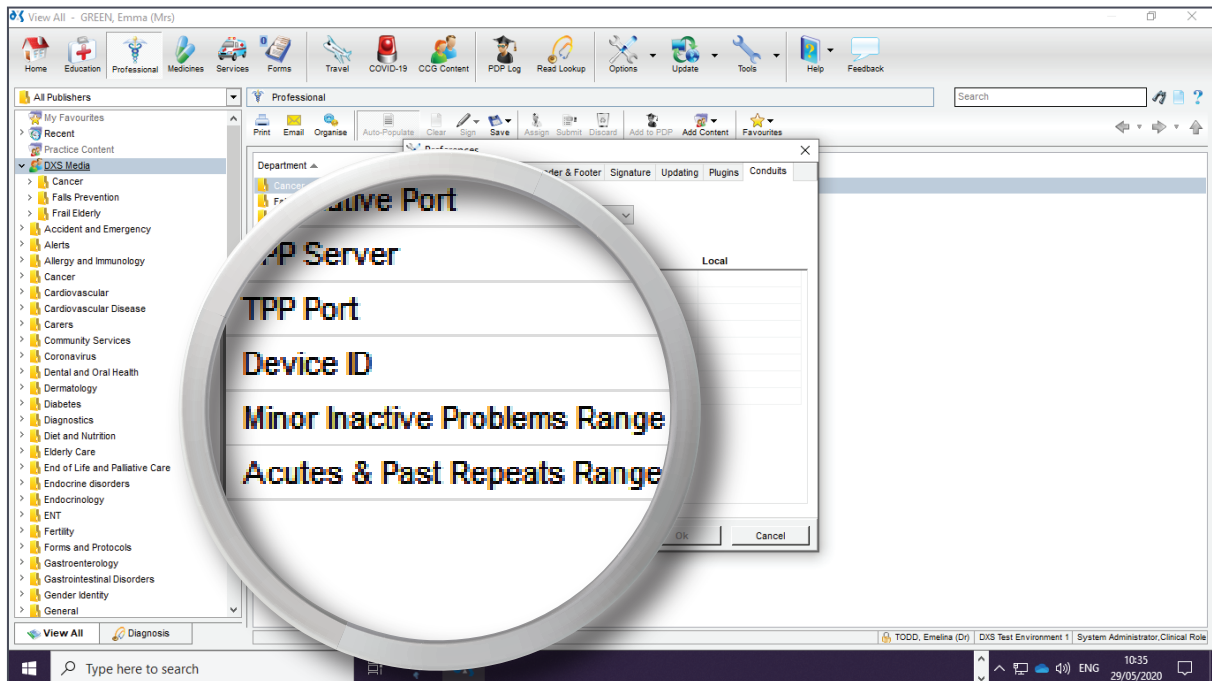 View All - GREEN, Emma (Mrs)
Home Education Professional Medicines Services Forms Travel COVID-19 CCG Content PDP Log Read Lookup Options Update Tools Help Feedback
All Publishers
Professional
Search
My Favourites
Recent
Practice Content
DXS Media
Cancer
Falls Prevention
Frail Elderly
Accident and Emergency
Alerts
Allergy and Immunology
Cancer
Cardiovascular
Cardiovascular Disease
Carers
Community Services
Coronavirus
Dental and Oral Health
Dermatology
Diabetes
Diagnostics
Diet and Nutrition
Elderly Care
End of Life and Palliative Care
Endocrine disorders
Endocrinology
ENT
Fertility
Forms and Protocols
Gastroenterology
Gastrointestinal Disorders
Gender Identity
General
View All Diagnosis
Print Email Organise Auto-Populate Clear Sign Save Assign Submit Discard Add to PDP Add Content Favourites
Department
Cancer
Preferences
& Footer Signature Updating Plugins Conduits
Local
Port
Server
TPP Port
Device ID
Minor Inactive Problems Range
Acutes & Past Repeats Range
Ok Cancel
TODD, Emelina (Dr) DXS Test Environment 1 System Administrator,Clinical Role
Type here to search
ENG
10:35
29/05/2020